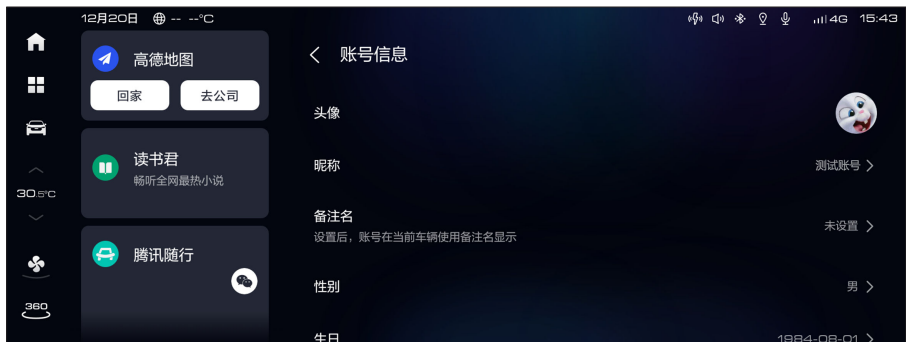 12月20日 -- --°C
4G 15:43
30.5°C
360
高德地图
回家 去公司
读书君
畅听全网最热小说
腾讯随行
账号信息
头像
昵称 测试账号
备注名
设置后，账号在当前车辆使用备注名显示
未设置
性别 男
生日 1984-08-01